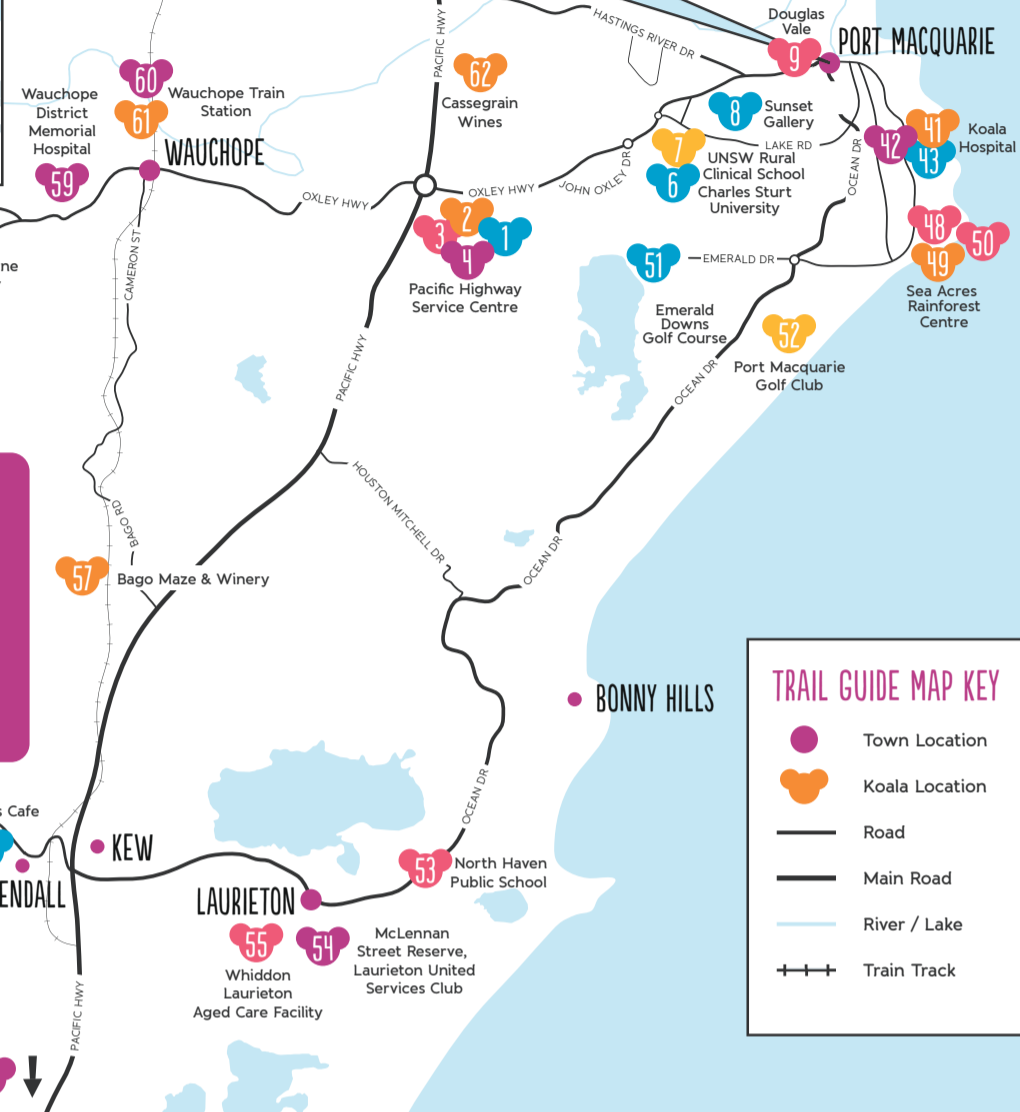 PACIFIC HWY
HASTINGS RIVER DR
Douglas
Vale
9
PORT MACQUARIE
60
Wauchope Train
Station
61
Wauchope
District
Memorial
Hospital
59
WAUCHOPE
62
Cassegrain
Wines
8
Sunset
Gallery
LAKE RD
7
UNSW Rural
Clinical School
6
Charles Sturt
University
42
41
43
Koala
Hospital
OCEAN DR
OXLEY HWY
OXLEY HWY
JOHN OXLEY DR
2
3
1
4
Pacific Highway
Service Centre
48
50
49
Sea Acres
Rainforest
Centre
51
EMERALD DR
Emerald
Downs
Golf Course
52
Port Macquarie
Golf Club
CAMERON ST
ne
PACIFIC HWY
OCEAN DR
HOUSTON MITCHELL DR
BAGO RD
OCEAN DR
57
Bago Maze & Winery
BONNY HILLS
OCEAN DR
s Cafe
KEW
ENDALL
53
North Haven
Public School
LAURIETON
55
Whiddon
Laurieton
Aged Care Facility
54
McLennan
Street Reserve,
Laurieton United
Services Club
PACIFIC HWY
TRAIL GUIDE MAP KEY
Town Location
Koala Location
Road
Main Road
River / Lake
Train Track